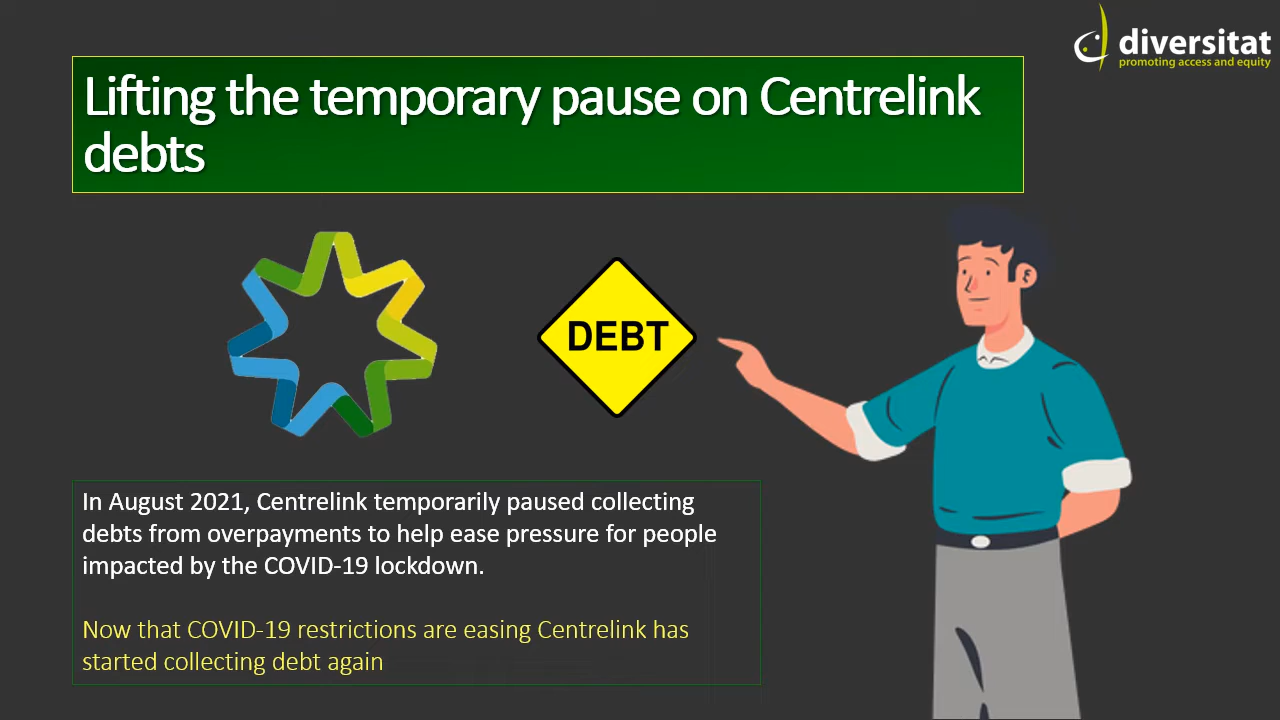 diversitat
promoting access and equity
Lifting the temporary pause on Centrelink
debts
DEBT
In August 2021, Centrelink temporarily paused collecting
debts from overpayments to help ease pressure for people
impacted by the COVID-19 lockdown.
Now that COVID-19 restrictions are easing Centrelink has
started collecting debt again